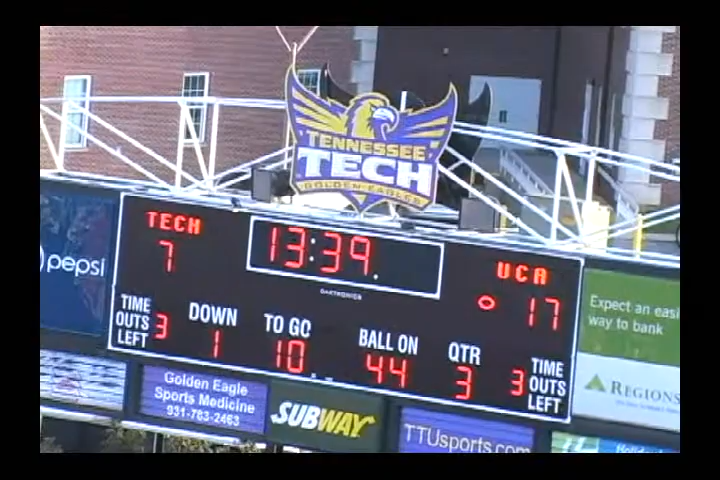 TENNESSEE
TECH
GOLDEN EAGLES
TECH
7
13:39.
UCA
17
pepsi
TIME
OUTS
LEFT
3
DOWN
1
TO GO
10
BALL ON
44
QTR
3
3
TIME
OUTS
LEFT
DAKTRONICS
Expect an easi
way to bank
REGIONS
Golden Eagle
Sports Medicine
931-783-2463
SUBWAY
TTUsports.com